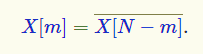 X[m] = \overline{X[N − m]}.